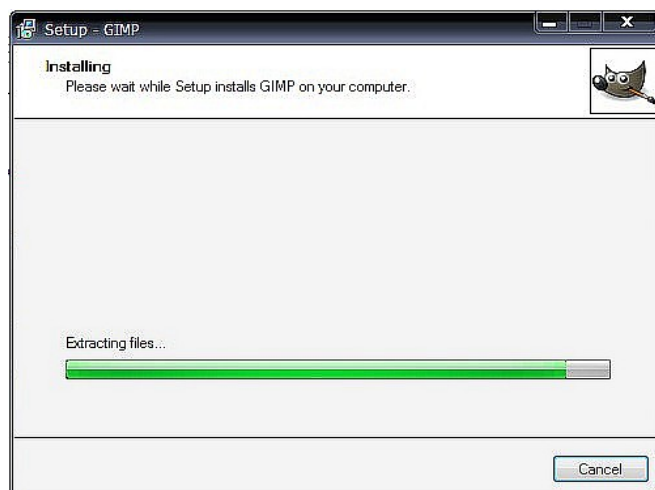 Setup - GIMP
Installing
Please wait while Setup installs GIMP on your computer.
Extracting files...
Cancel